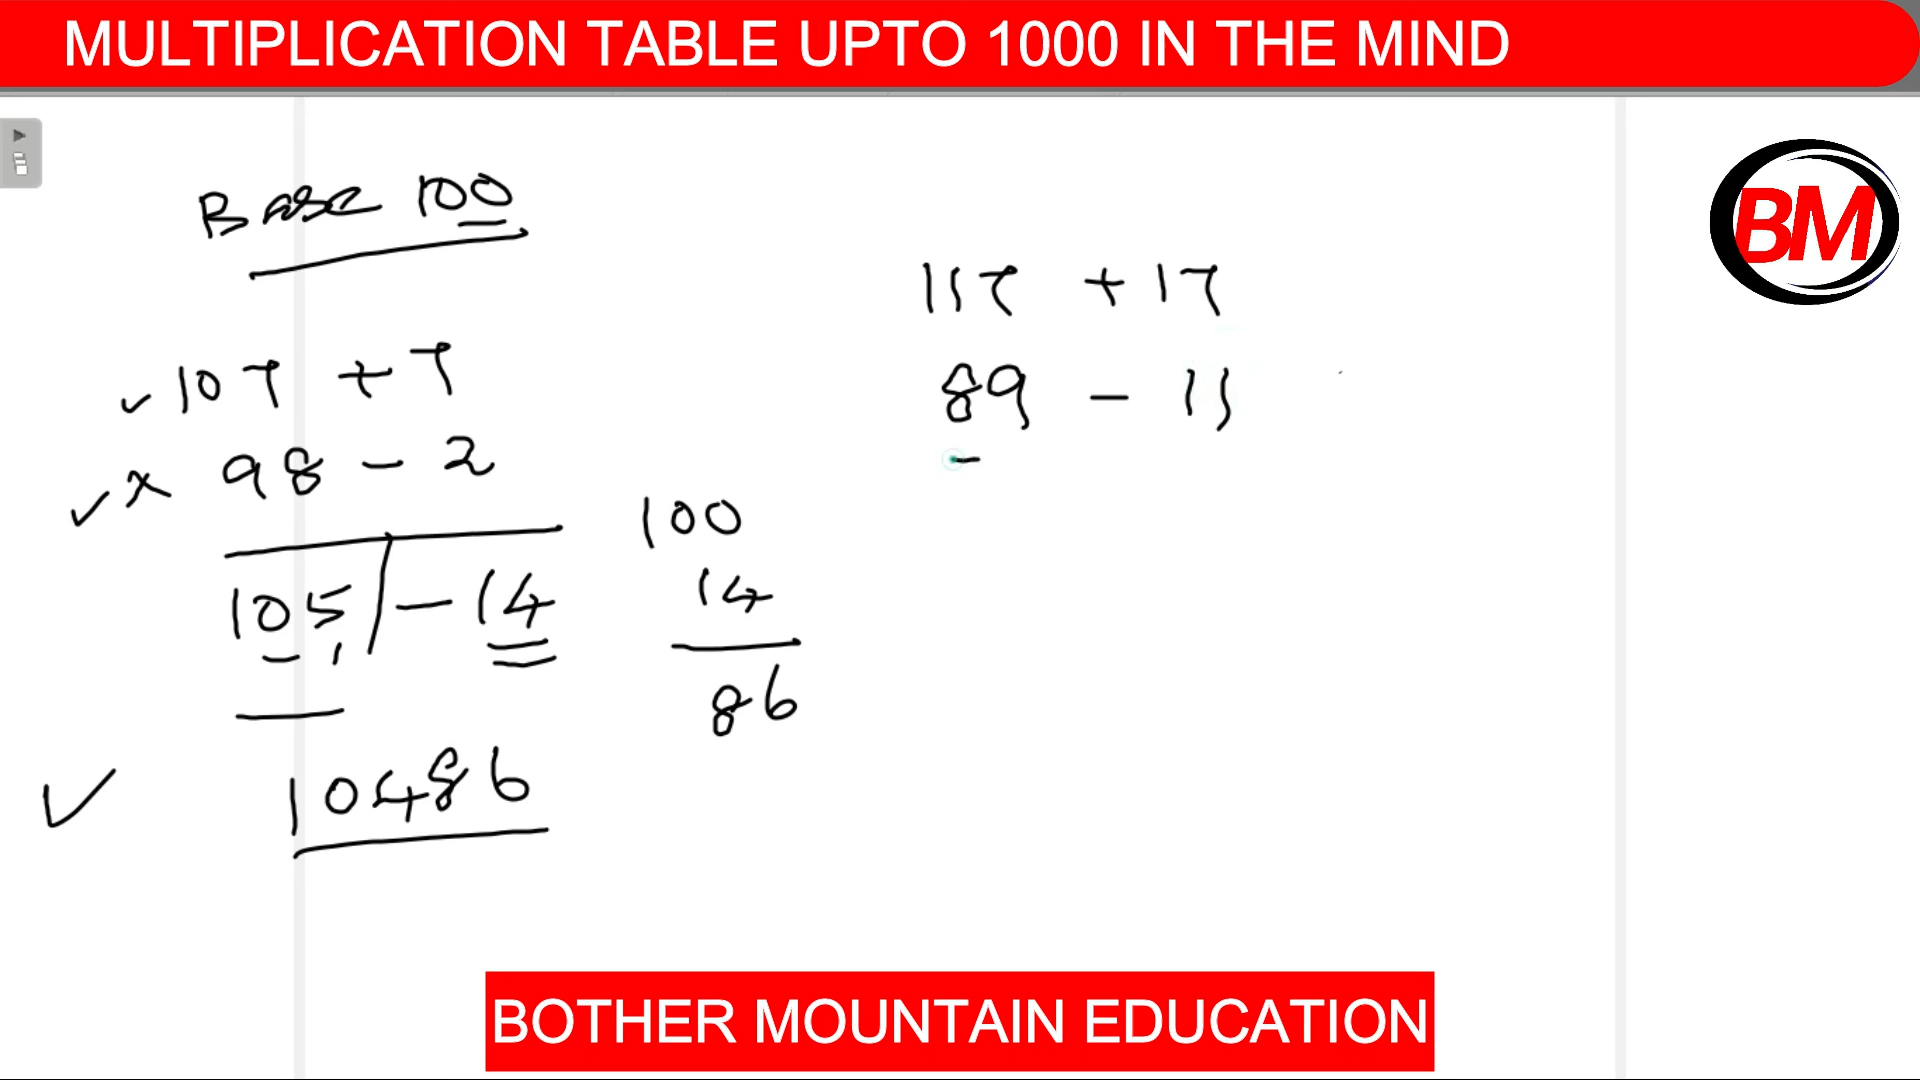 MULTIPLICATION TABLE UPTO 1000 IN THE MIND
BM
Base 100
107 + 7
x 98 - 2
105 / - 14
10486
100
14
86
117 + 17
89 - 11
BOTHER MOUNTAIN EDUCATION